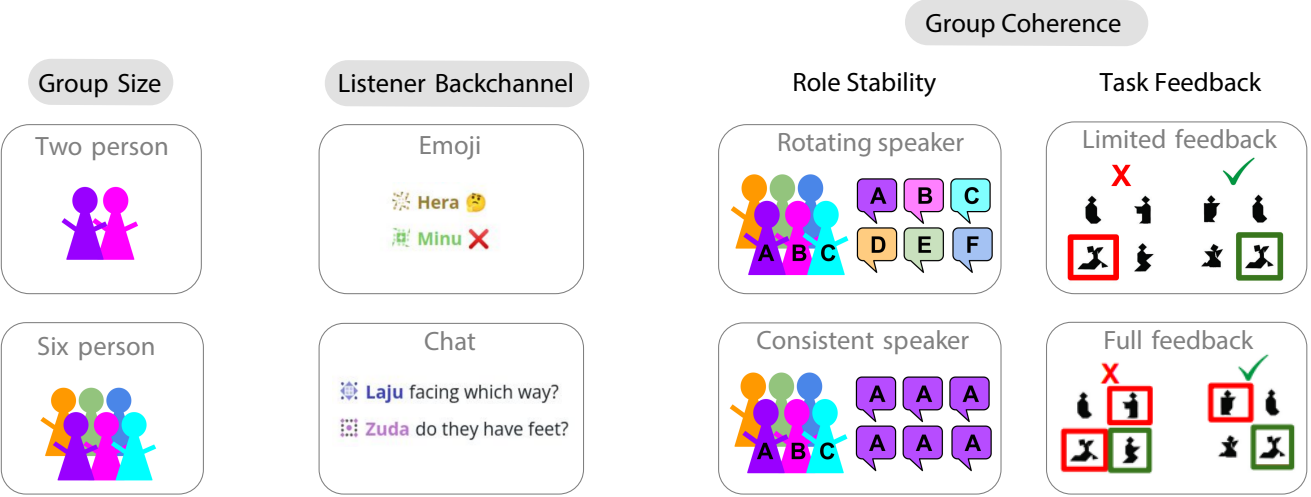 Group Coherence
Group Size
Listener Backchannel
Role Stability
Task Feedback
Two person
Emoji
Hera 🤔
Minu ❌
Rotating speaker
A B C
D E F
A B C
Limited feedback
X ✓
Six person
Chat
Laju facing which way?
Zuda do they have feet?
Consistent speaker
A A A
A A A
A B C
Full feedback
X ✓